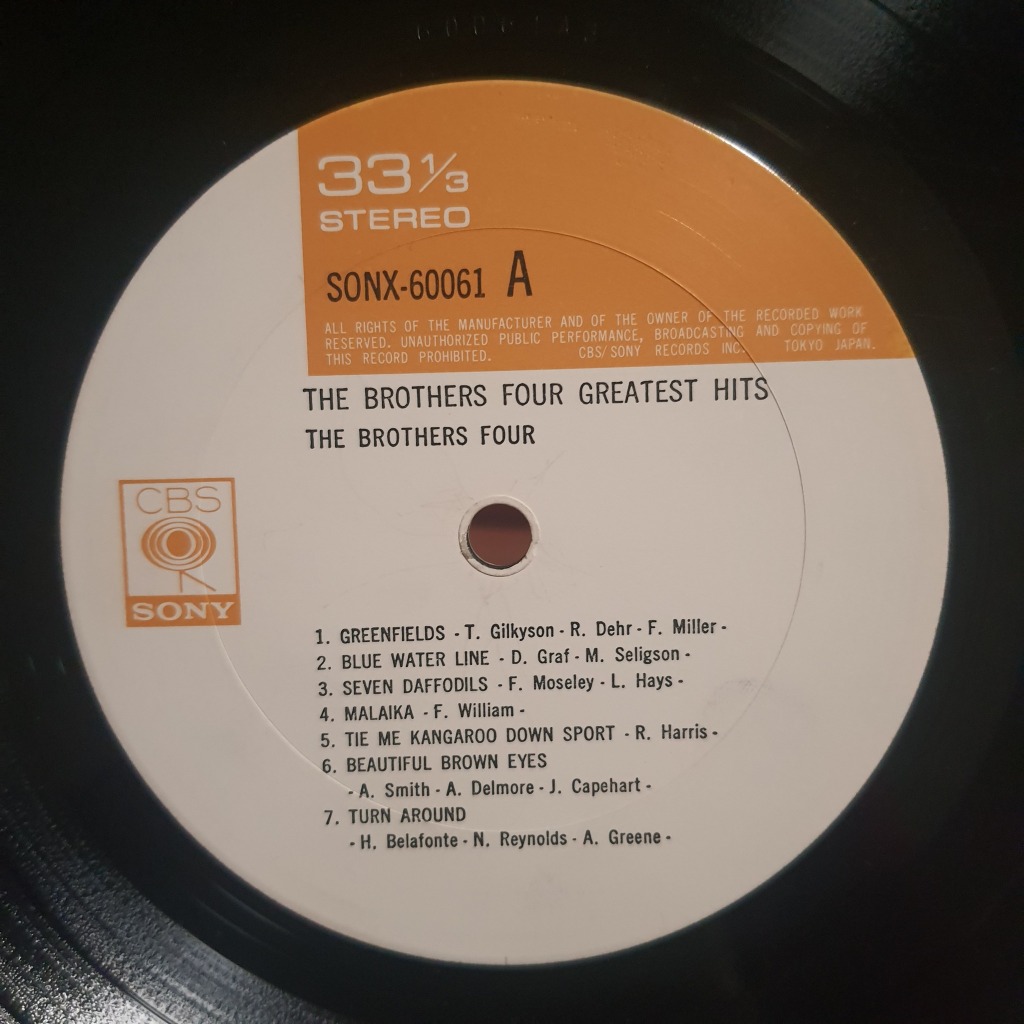 33 1/3
STEREO
SONX-60061 A
ALL RIGHTS OF THE MANUFACTURER AND OF THE OWNER OF THE RECORDED WORK
RESERVED. UNAUTHORIZED PUBLIC PERFORMANCE, BROADCASTING AND COPYING OF
THIS RECORD PROHIBITED. CBS/SONY RECORDS INC. TOKYO JAPAN.
THE BROTHERS FOUR GREATEST HITS
THE BROTHERS FOUR
CBS
SONY
1. GREENFIELDS - T. Gilkyson - R. Dehr - F. Miller -
2. BLUE WATER LINE - D. Graf - M. Seligson -
3. SEVEN DAFFODILS - F. Moseley - L. Hays -
4. MALAIKA - F. William -
5. TIE ME KANGAROO DOWN SPORT - R. Harris -
6. BEAUTIFUL BROWN EYES
- A. Smith - A. Delmore - J. Capehart -
7. TURN AROUND
- H. Belafonte - N. Reynolds - A. Greene -